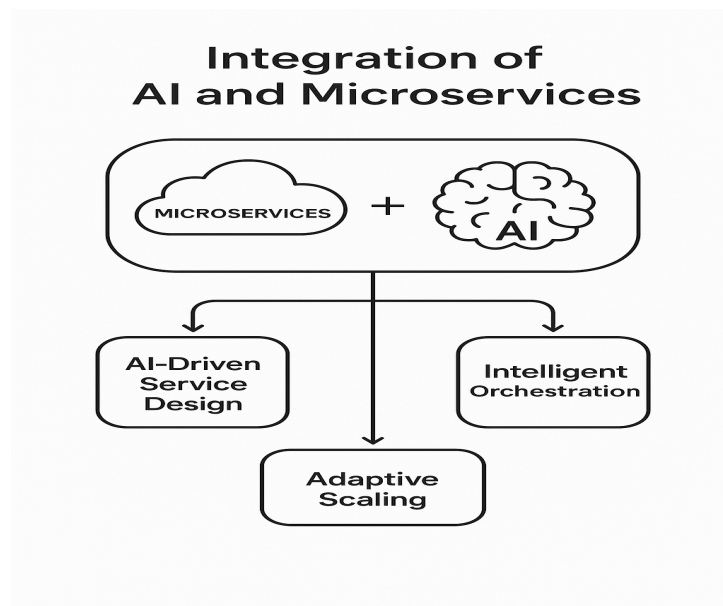 Integration of
AI and Microservices
MICROSERVICES
+
AI
AI-Driven
Service
Design
Intelligent
Orchestration
Adaptive
Scaling